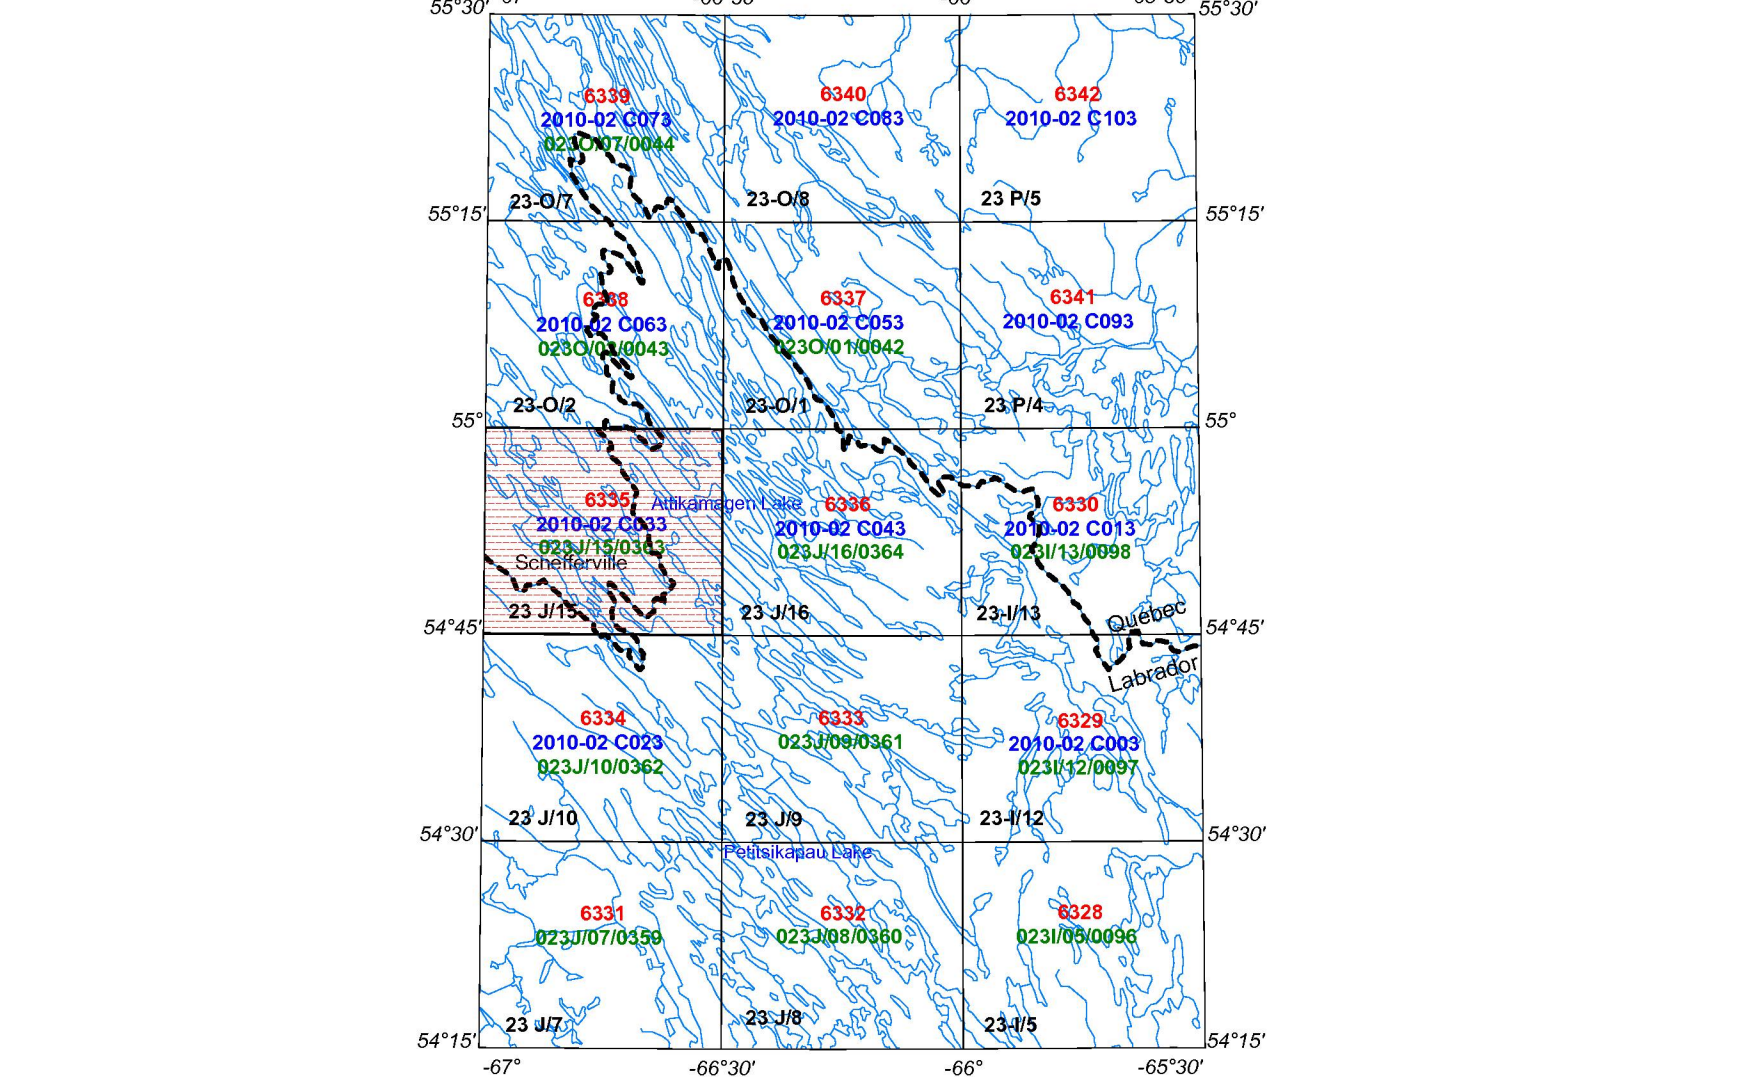 55°30' 55°30'
6339 6340 6342
2010-02 C073 2010-02 C083 2010-02 C103
023O/07/0044
23-O/7 23-O/8 23 P/5
55°15' 55°15'
6338 6337 6341
2010-02 C063 2010-02 C053 2010-02 C093
023O/02/0043 023O/01/0042
23-O/2 23-O/1 23 P/4
55° 55°
6335 Attikamagen Lake 6336 6330
2010-02 C033 2010-02 C043 2010-02 C013
023J/15/0363 023J/16/0364 023I/13/0098
Schefferville
23 J/15 23 J/16 23-I/13 Quebec
54°45' 54°45'
Labrador
6334 6333 6329
2010-02 C023 023J/09/0361 2010-02 C003
023J/10/0362 023I/12/0097
23 J/10 23 J/9 23-I/12
54°30' 54°30'
Petitsikapau Lake
6331 6332 6328
023J/07/0359 023J/08/0360 023I/05/0096
23 J/7 23 J/8 23-I/5
54°15' 54°15'
-67° -66°30' -66° -65°30'